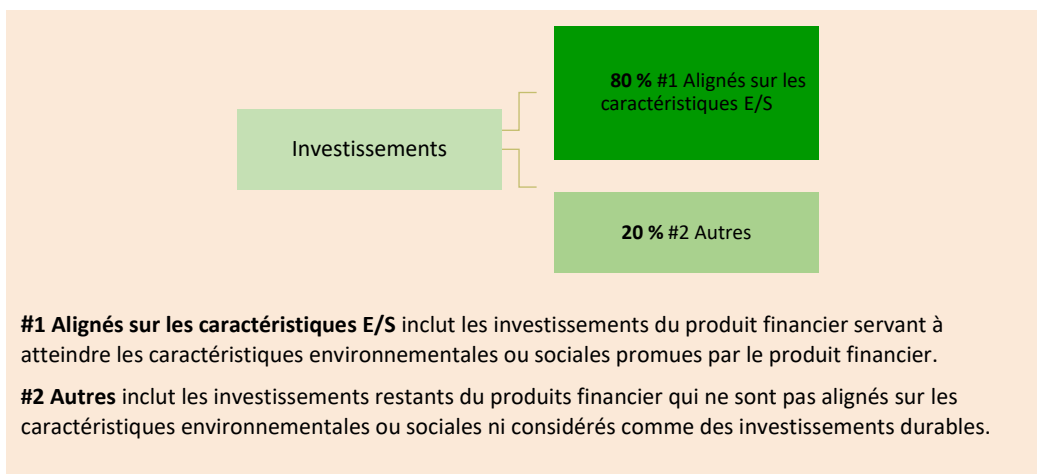 80 % #1 Alignés sur les
caractéristiques E/S
Investissements
20 % #2 Autres
#1 Alignés sur les caractéristiques E/S inclut les investissements du produit financier servant à
atteindre les caractéristiques environnementales ou sociales promues par le produit financier.
#2 Autres inclut les investissements restants du produits financier qui ne sont pas alignés sur les
caractéristiques environnementales ou sociales ni considérés comme des investissements durables.